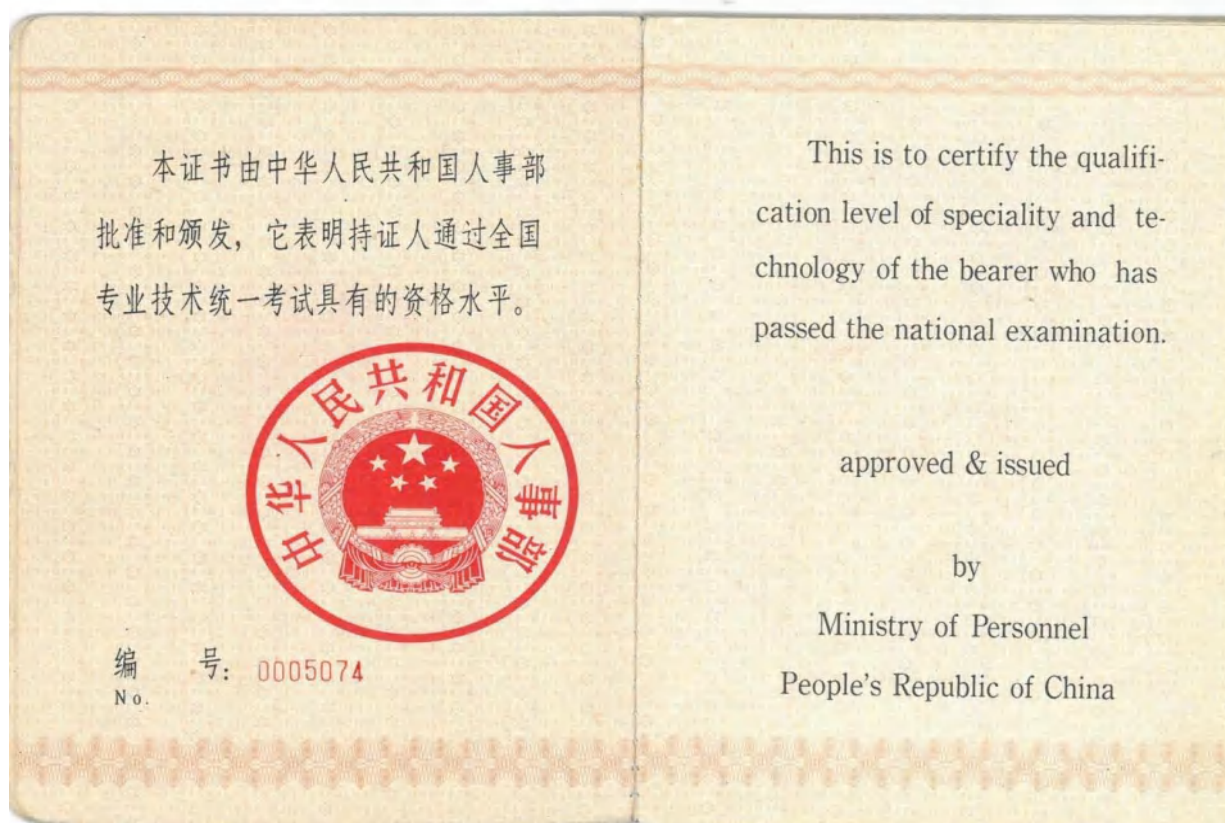 本证书由中华人民共和国人事部
批准和颁发，它表明持证人通过全国
专业技术统一考试具有的资格水平。
中华人民共和国人事部
编 号: 0005074
No.
This is to certify the qualifi-
cation level of speciality and te-
chnology of the bearer who has
passed the national examination.
approved & issued
by
Ministry of Personnel
People's Republic of China